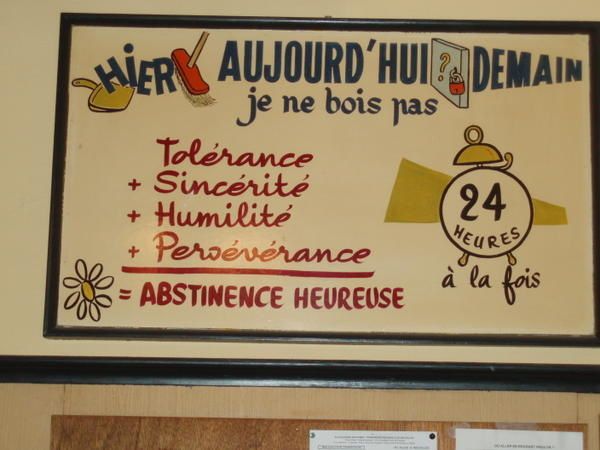 HIER AUJOURD'HUI ? DEMAIN
je ne bois pas
Tolérance
+ Sincérité
+ Humilité
+ Persévérance
= ABSTINENCE HEUREUSE
24
HEURES
à la fois